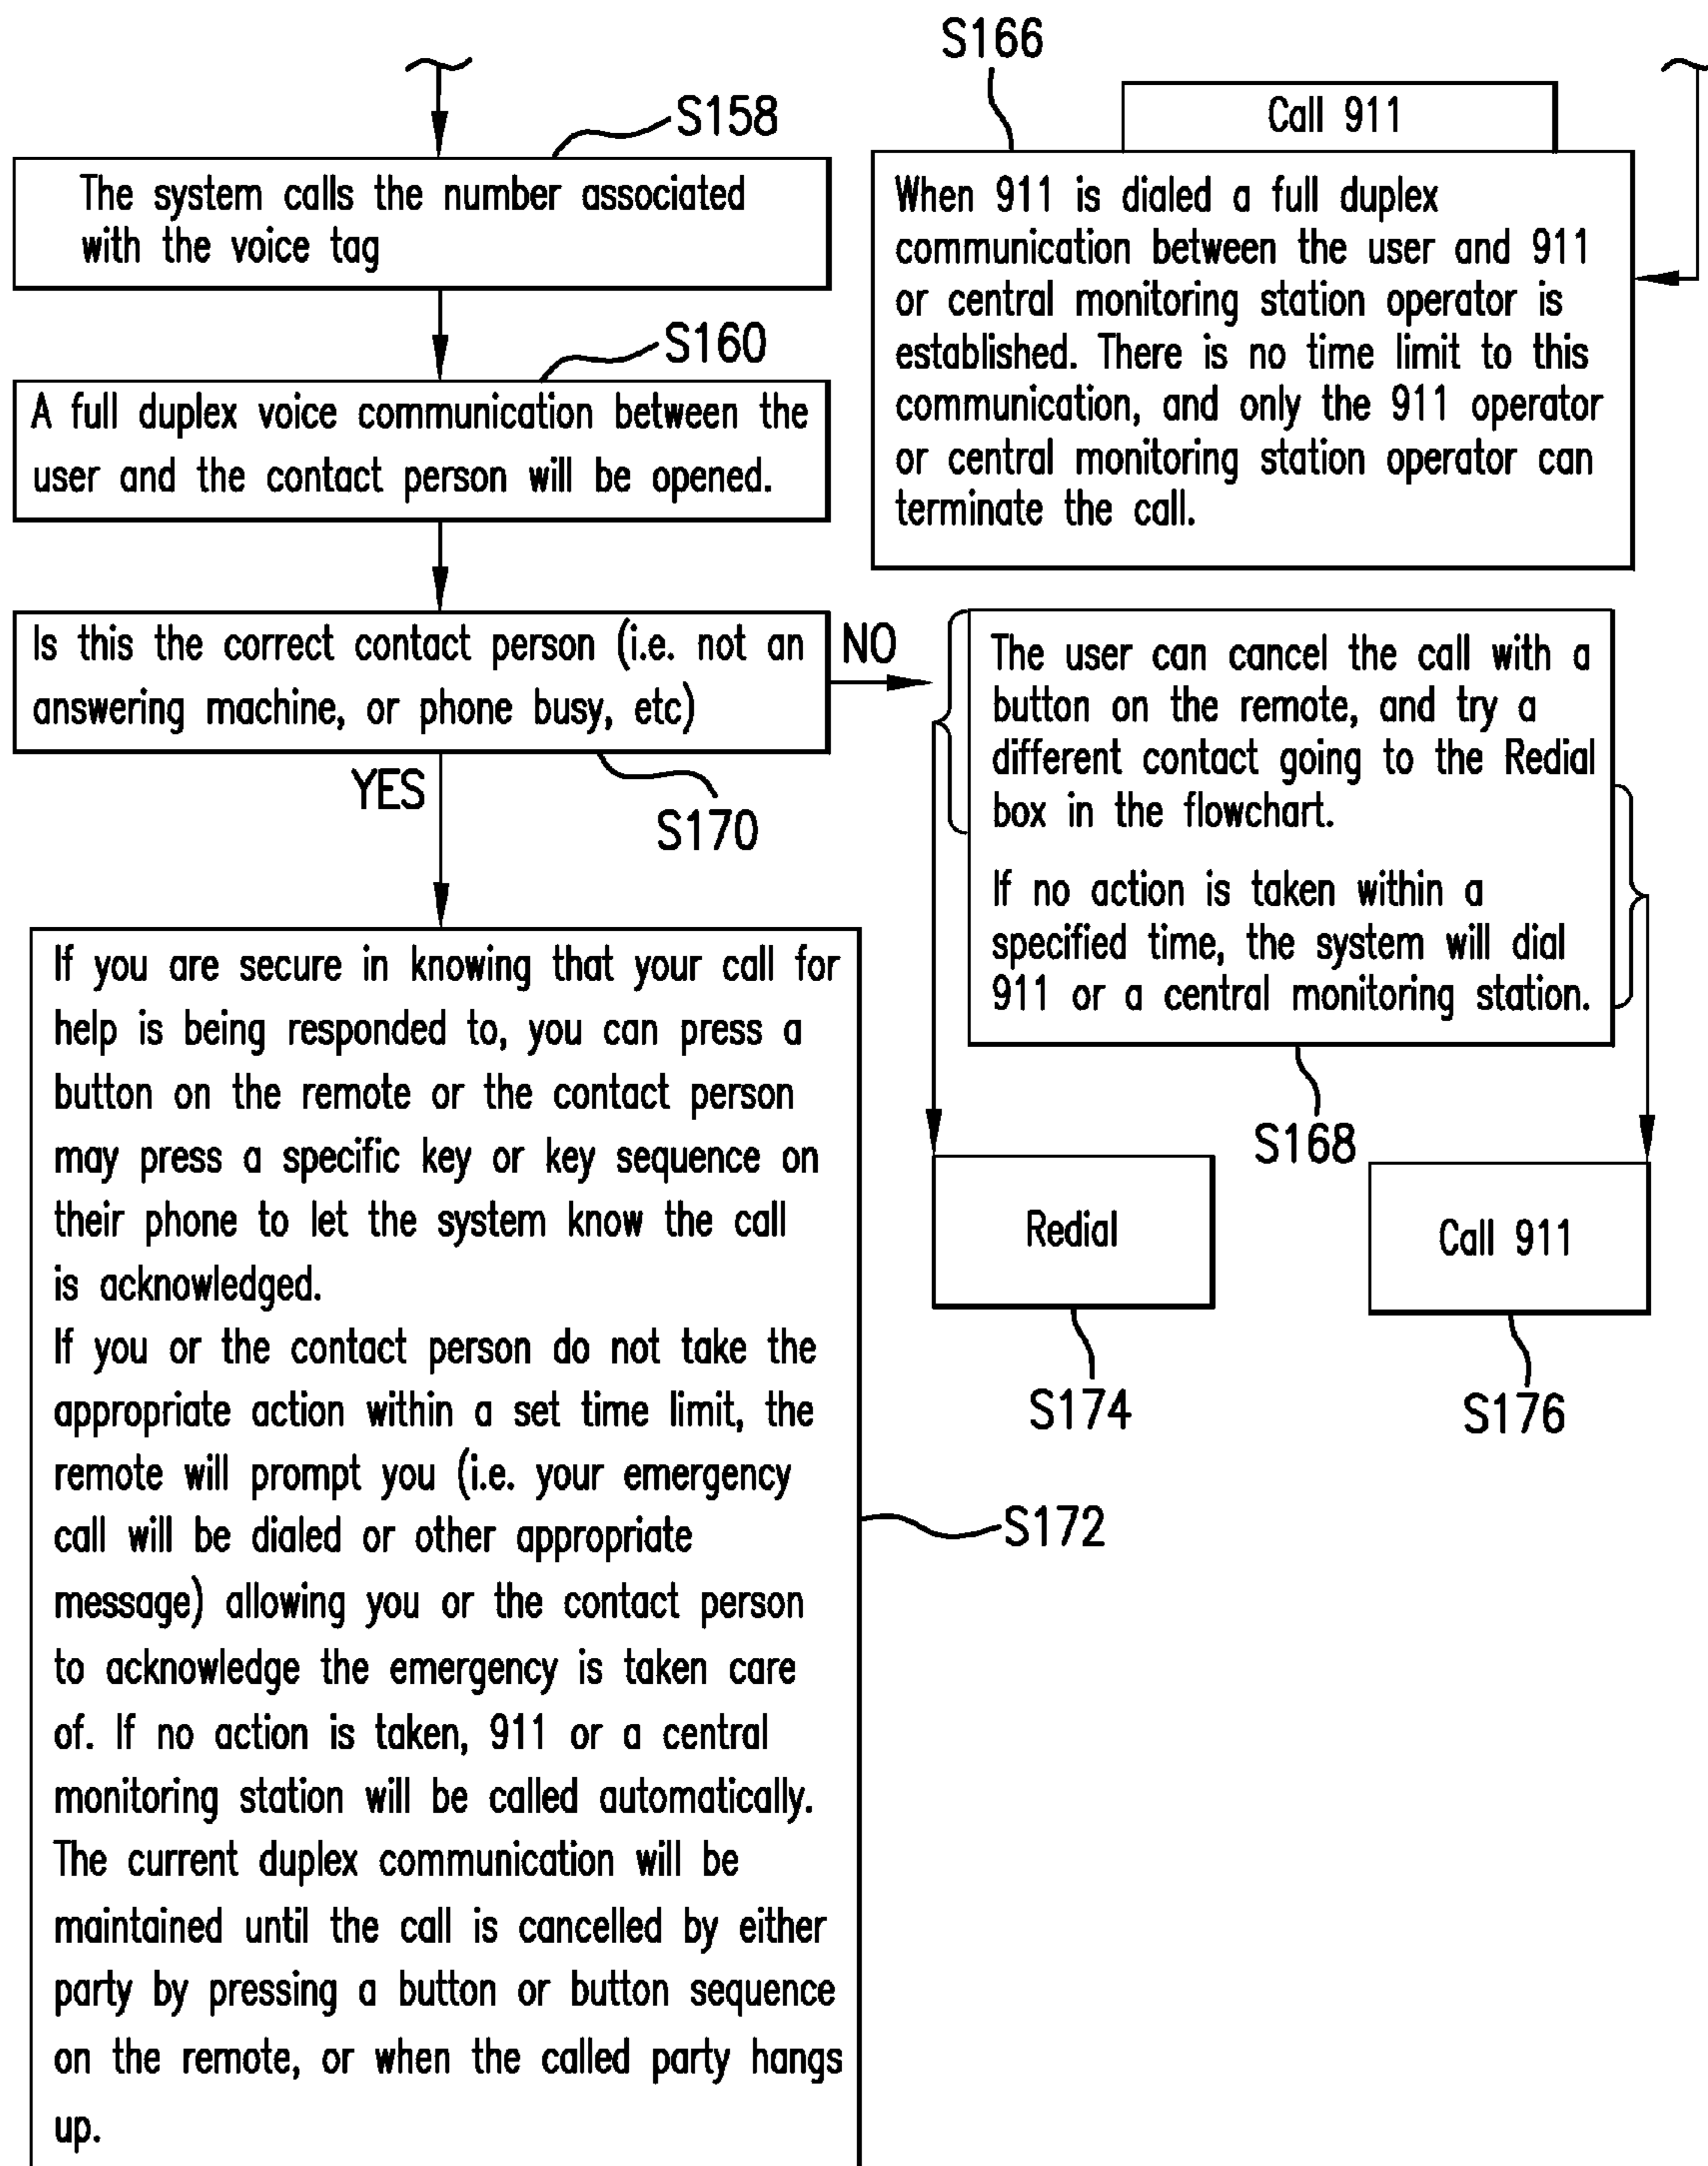 S158
The system calls the number associated
with the voice tag
S160
A full duplex voice communication between the
user and the contact person will be opened.
Is this the correct contact person (i.e. not an
answering machine, or phone busy, etc)
NO
YES
S170
If you are secure in knowing that your call for
help is being responded to, you can press a
button on the remote or the contact person
may press a specific key or key sequence on
their phone to let the system know the call
is acknowledged.
If you or the contact person do not take the
appropriate action within a set time limit, the
remote will prompt you (i.e. your emergency
call will be dialed or other appropriate
message) allowing you or the contact person
to acknowledge the emergency is taken care
of. If no action is taken, 911 or a central
monitoring station will be called automatically.
The current duplex communication will be
maintained until the call is cancelled by either
party by pressing a button or button sequence
on the remote, or when the called party hangs
up.
S172
S166
Call 911
When 911 is dialed a full duplex
communication between the user and 911
or central monitoring station operator is
established. There is no time limit to this
communication, and only the 911 operator
or central monitoring station operator can
terminate the call.
The user can cancel the call with a
button on the remote, and try a
different contact going to the Redial
box in the flowchart.
If no action is taken within a
specified time, the system will dial
911 or a central monitoring station.
S168
Redial
S174
Call 911
S176